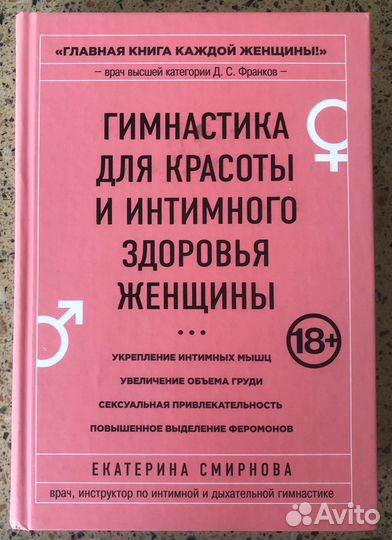 «ГЛАВНАЯ КНИГА КАЖДОЙ ЖЕНЩИНЫ!»
– врач высшей категории Д. С. Франков –
ГИМНАСТИКА
ДЛЯ КРАСОТЫ
И ИНТИМНОГО
ЗДОРОВЬЯ
ЖЕНЩИНЫ
...
18+
УКРЕПЛЕНИЕ ИНТИМНЫХ МЫШЦ
УВЕЛИЧЕНИЕ ОБЪЕМА ГРУДИ
СЕКСУАЛЬНАЯ ПРИВЛЕКАТЕЛЬНОСТЬ
ПОВЫШЕННОЕ ВЫДЕЛЕНИЕ ФЕРОМОНОВ
ЕКАТЕРИНА СМИРНОВА
врач, инструктор по интимной и дыхательной гимнастике
Avito